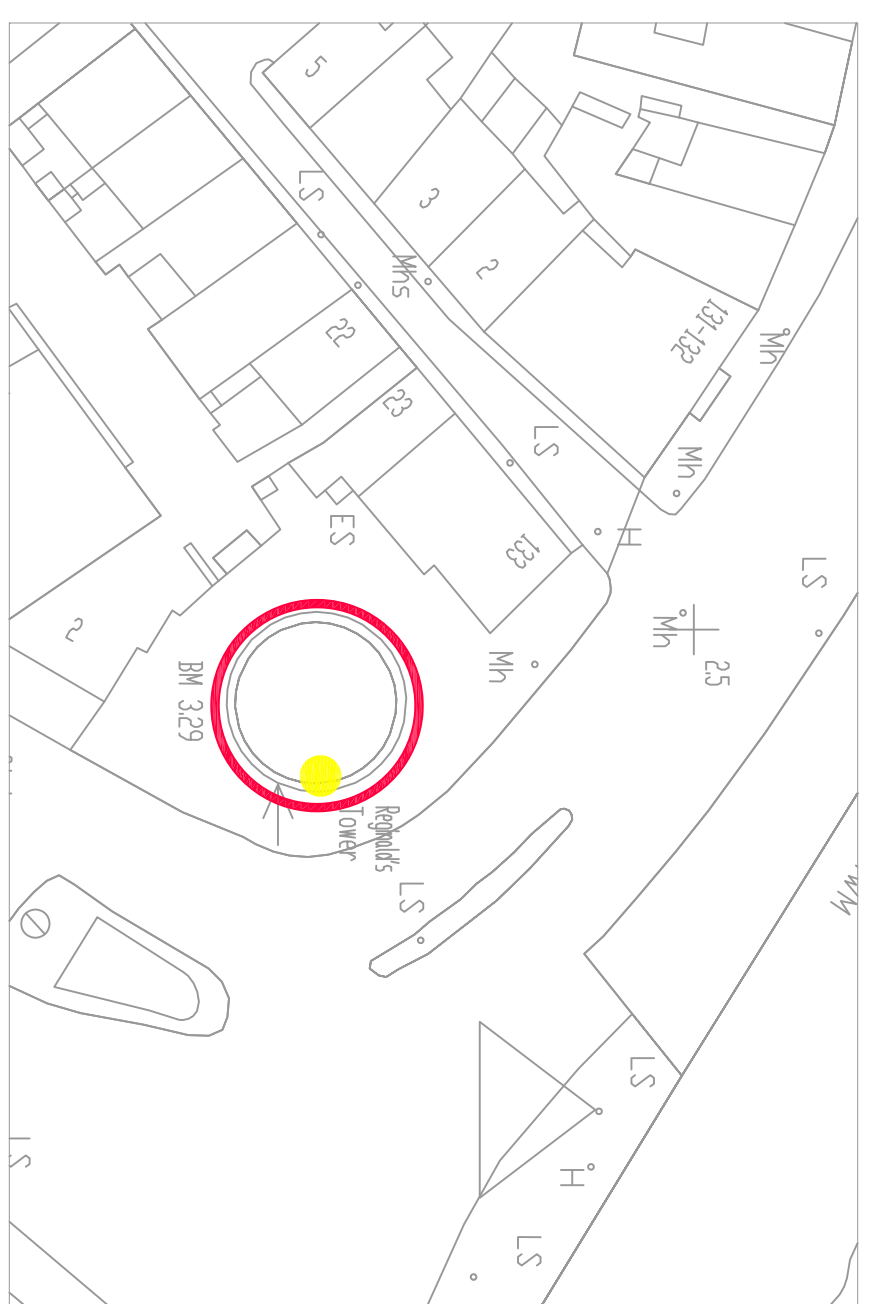 5
LS
3
Mhs
2
22
131-132
Mh
23
LS
Mh
ES
133
H
LS
2
Mh
Mh
2.5
BM 3.29
Reginald's
Tower
LS
LS
LS
H
LS